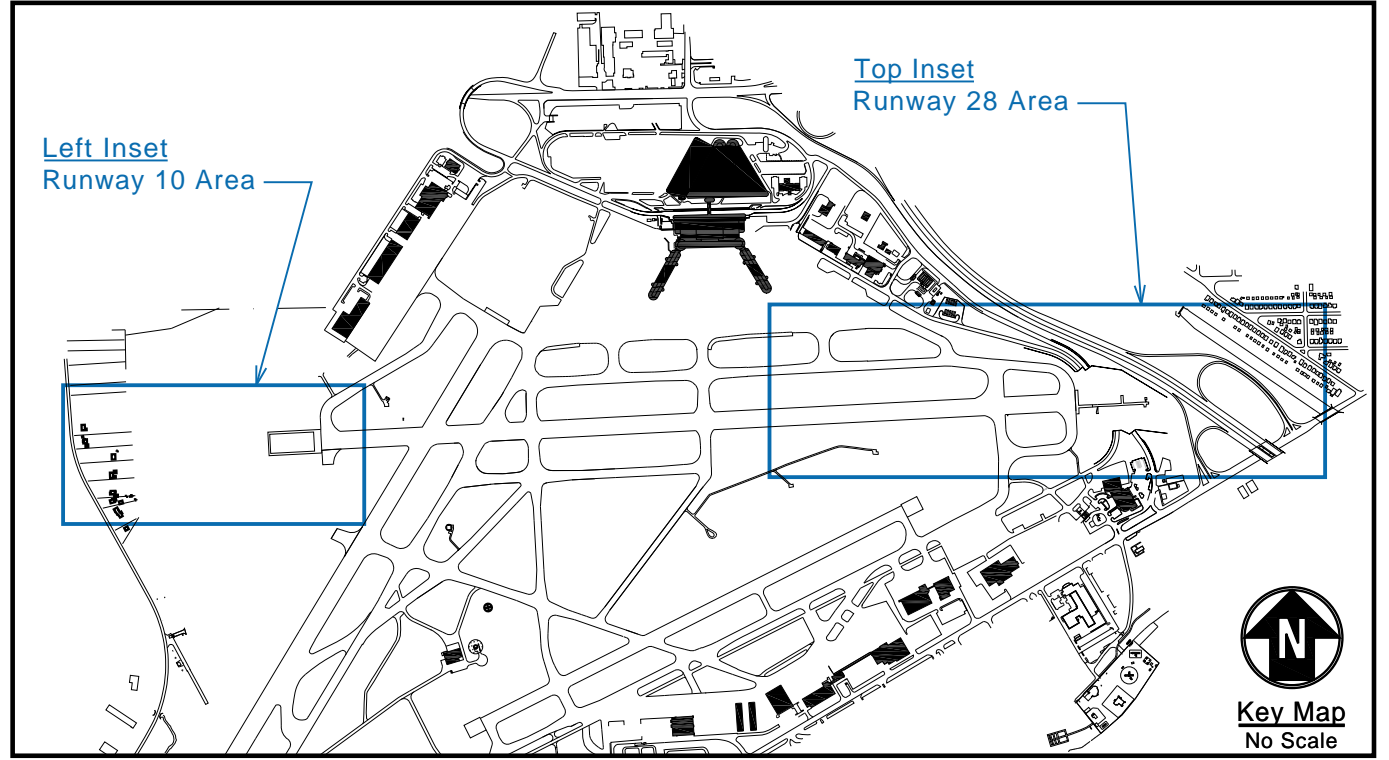 Top Inset
Runway 28 Area
Left Inset
Runway 10 Area
N
Key Map
No Scale